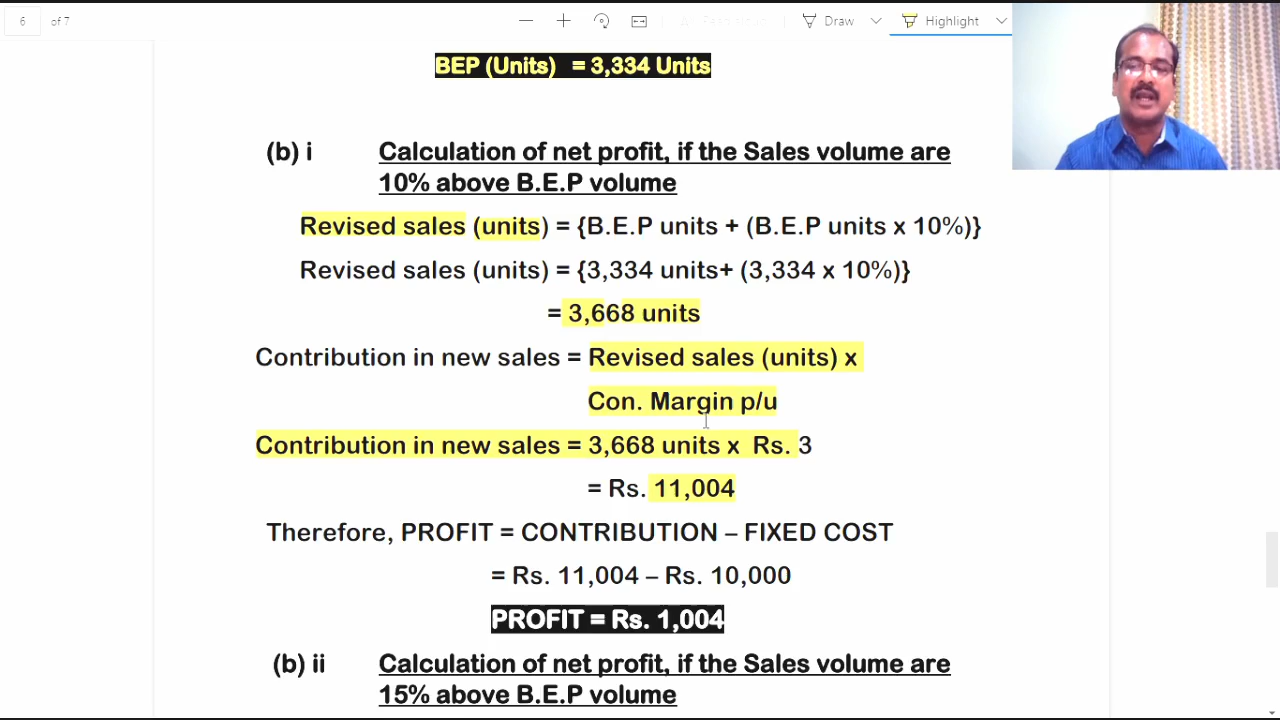 6 of 7
Draw
Highlight
BEP (Units) = 3,334 Units
(b) i Calculation of net profit, if the Sales volume are
10% above B.E.P volume
Revised sales (units) = {B.E.P units + (B.E.P units x 10%)}
Revised sales (units) = {3,334 units+ (3,334 x 10%)}
= 3,668 units
Contribution in new sales = Revised sales (units) x
Con. Margin p/u
Contribution in new sales = 3,668 units x Rs. 3
= Rs. 11,004
Therefore, PROFIT = CONTRIBUTION – FIXED COST
= Rs. 11,004 – Rs. 10,000
PROFIT = Rs. 1,004
(b) ii Calculation of net profit, if the Sales volume are
15% above B.E.P volume